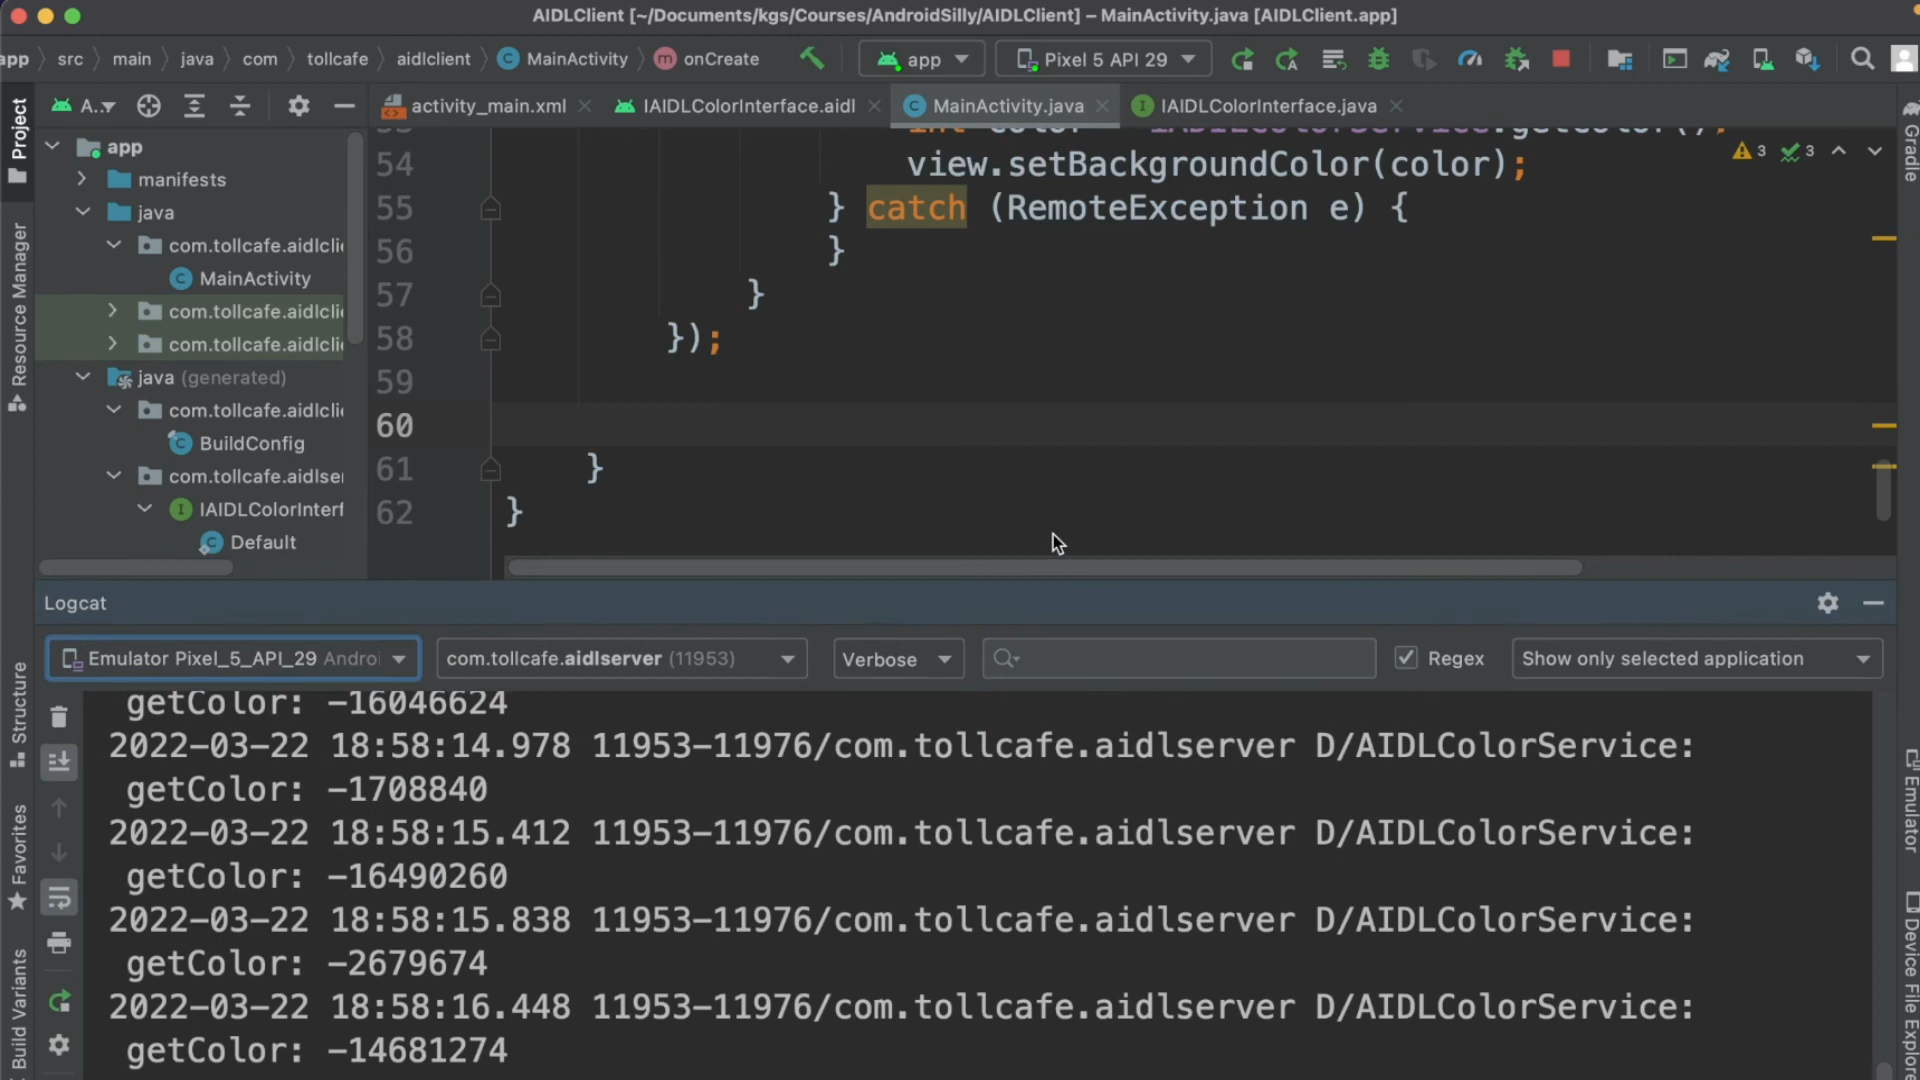 AIDLClient [~/Documents/kgs/Courses/AndroidSilly/AIDLClient] – MainActivity.java [AIDLClient.app]
app src main java com tollcafe aidlclient MainActivity onCreate app Pixel 5 API 29
A.. activity_main.xml IAIDLColorInterface.aidl MainActivity.java IAIDLColorInterface.java
Project
Resource Manager
Structure
Favorites
Build Variants
app
manifests
java
com.tollcafe.aidlcli
MainActivity
com.tollcafe.aidlcli
com.tollcafe.aidlcli
java (generated)
com.tollcafe.aidlcli
BuildConfig
com.tollcafe.aidlser
IAIDLColorInterf
Default
54 view.setBackgroundColor(color);
55 } catch (RemoteException e) {
56 }
57 }
58 });
59
60
61 }
62 }
3 3
Gradle
Emulator
Device File Explorer
Logcat
Emulator Pixel_5_API_29 Andro com.tollcafe.aidlserver (11953) Verbose Regex Show only selected application
getColor: -16046624
2022-03-22 18:58:14.978 11953-11976/com.tollcafe.aidlserver D/AIDLColorService:
getColor: -1708840
2022-03-22 18:58:15.412 11953-11976/com.tollcafe.aidlserver D/AIDLColorService:
getColor: -16490260
2022-03-22 18:58:15.838 11953-11976/com.tollcafe.aidlserver D/AIDLColorService:
getColor: -2679674
2022-03-22 18:58:16.448 11953-11976/com.tollcafe.aidlserver D/AIDLColorService:
getColor: -14681274